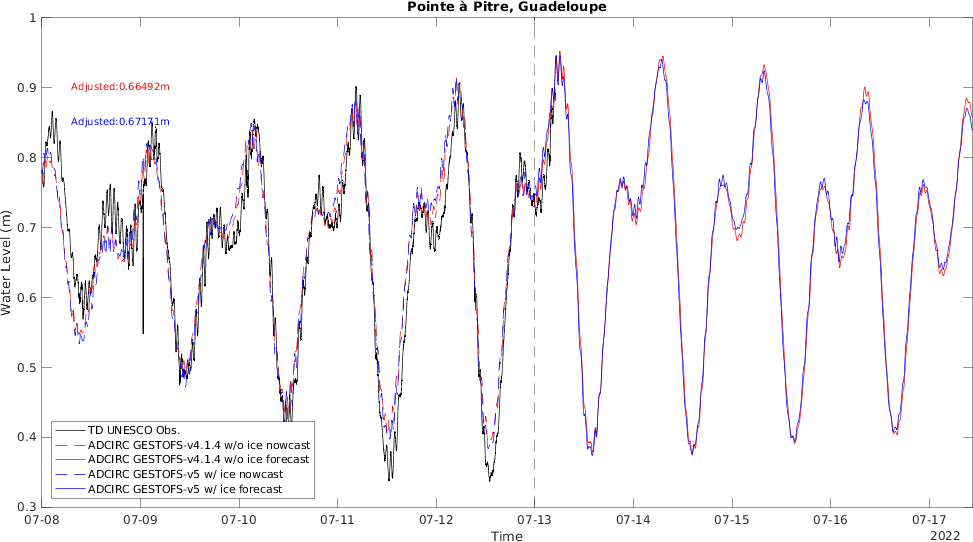 Pointe à Pitre, Guadeloupe
1
0.9
0.8
0.7
0.6
0.5
0.4
0.3
Water Level (m)
Adjusted:0.66492m
Adjusted:0.67171m
TD UNESCO Obs.
ADCIRC GESTOFS-v4.1.4 w/o ice nowcast
ADCIRC GESTOFS-v4.1.4 w/o ice forecast
ADCIRC GESTOFS-v5 w/ ice nowcast
ADCIRC GESTOFS-v5 w/ ice forecast
07-08 07-09 07-10 07-11 07-12 07-13 07-14 07-15 07-16 07-17
Time
2022